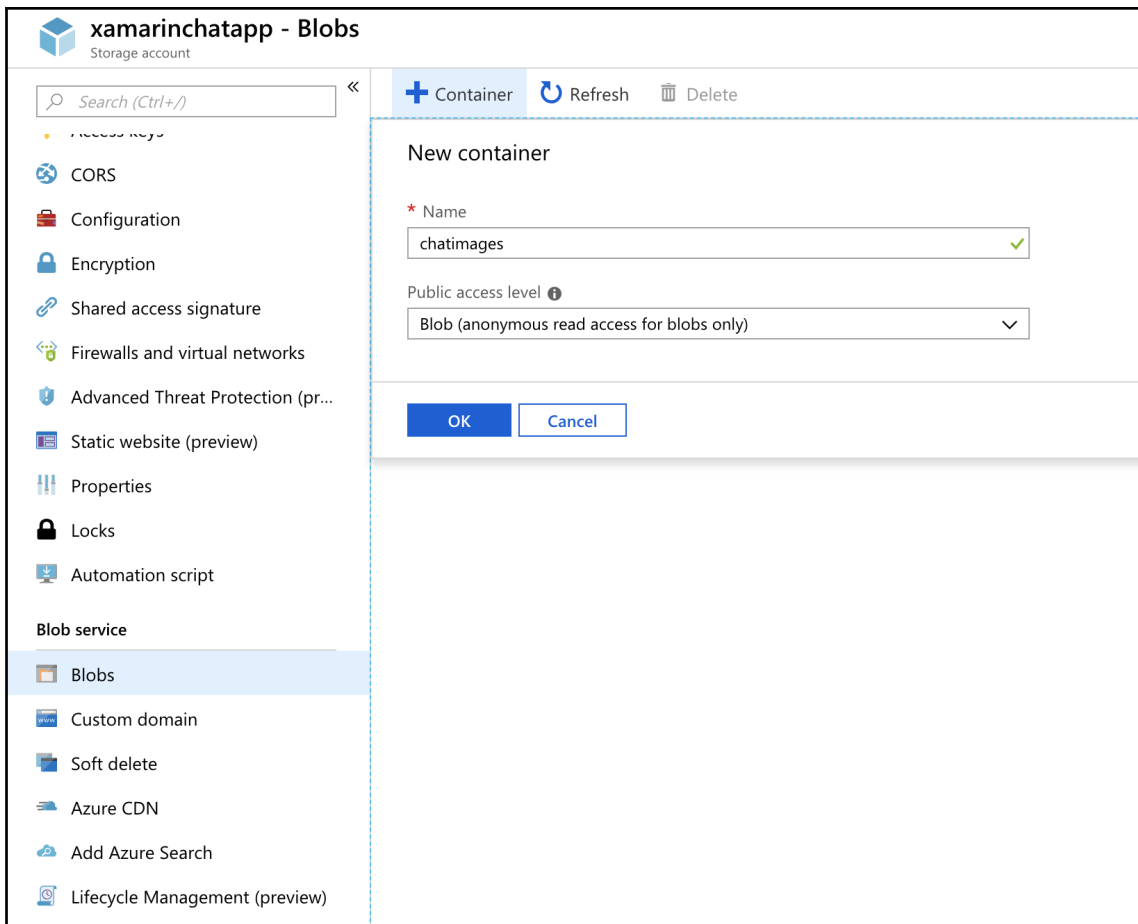 xamarinchatapp - Blobs
Storage account
Search (Ctrl+/)
«
Access keys
CORS
Configuration
Encryption
Shared access signature
Firewalls and virtual networks
Advanced Threat Protection (pr...
Static website (preview)
Properties
Locks
Automation script
Blob service
Blobs
www
Custom domain
Soft delete
Azure CDN
Add Azure Search
Lifecycle Management (preview)
Container Refresh Delete
New container
* Name
chatimages
Public access level
Blob (anonymous read access for blobs only)
OK Cancel